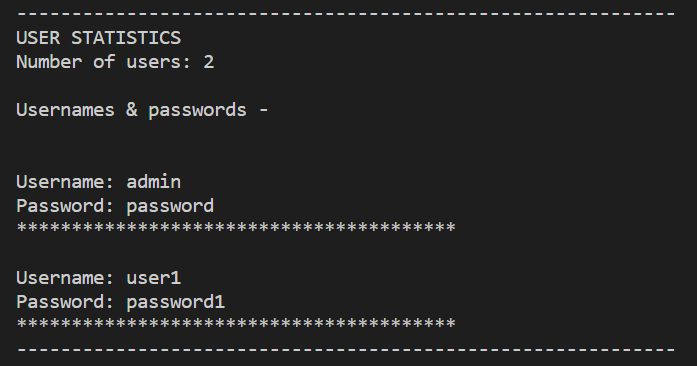 ------------------------------------------------------------
USER STATISTICS
Number of users: 2
Usernames & passwords -
Username: admin
Password: password
****************************************
Username: user1
Password: password1
****************************************
------------------------------------------------------------